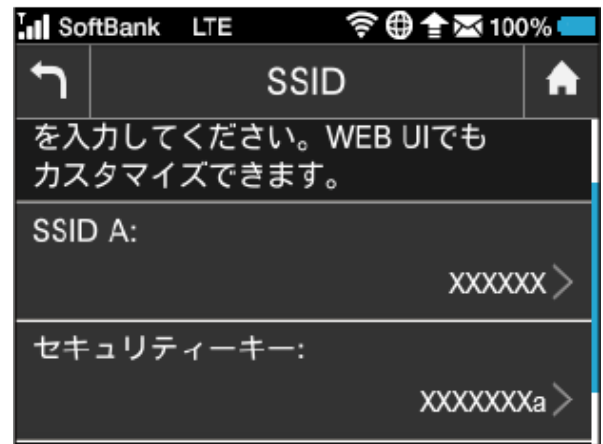 SoftBank LTE 100%
SSID
を入力してください。WEB UIでも
カスタマイズできます。
SSID A:
XXXXXX
セキュリティーキー:
XXXXXXXa